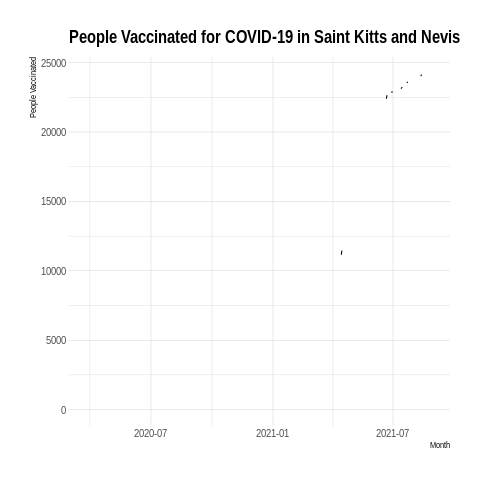 People Vaccinated for COVID-19 in Saint Kitts and Nevis
People Vaccinated
25000
20000
15000
10000
5000
0
2020-07 2021-01 2021-07
Month